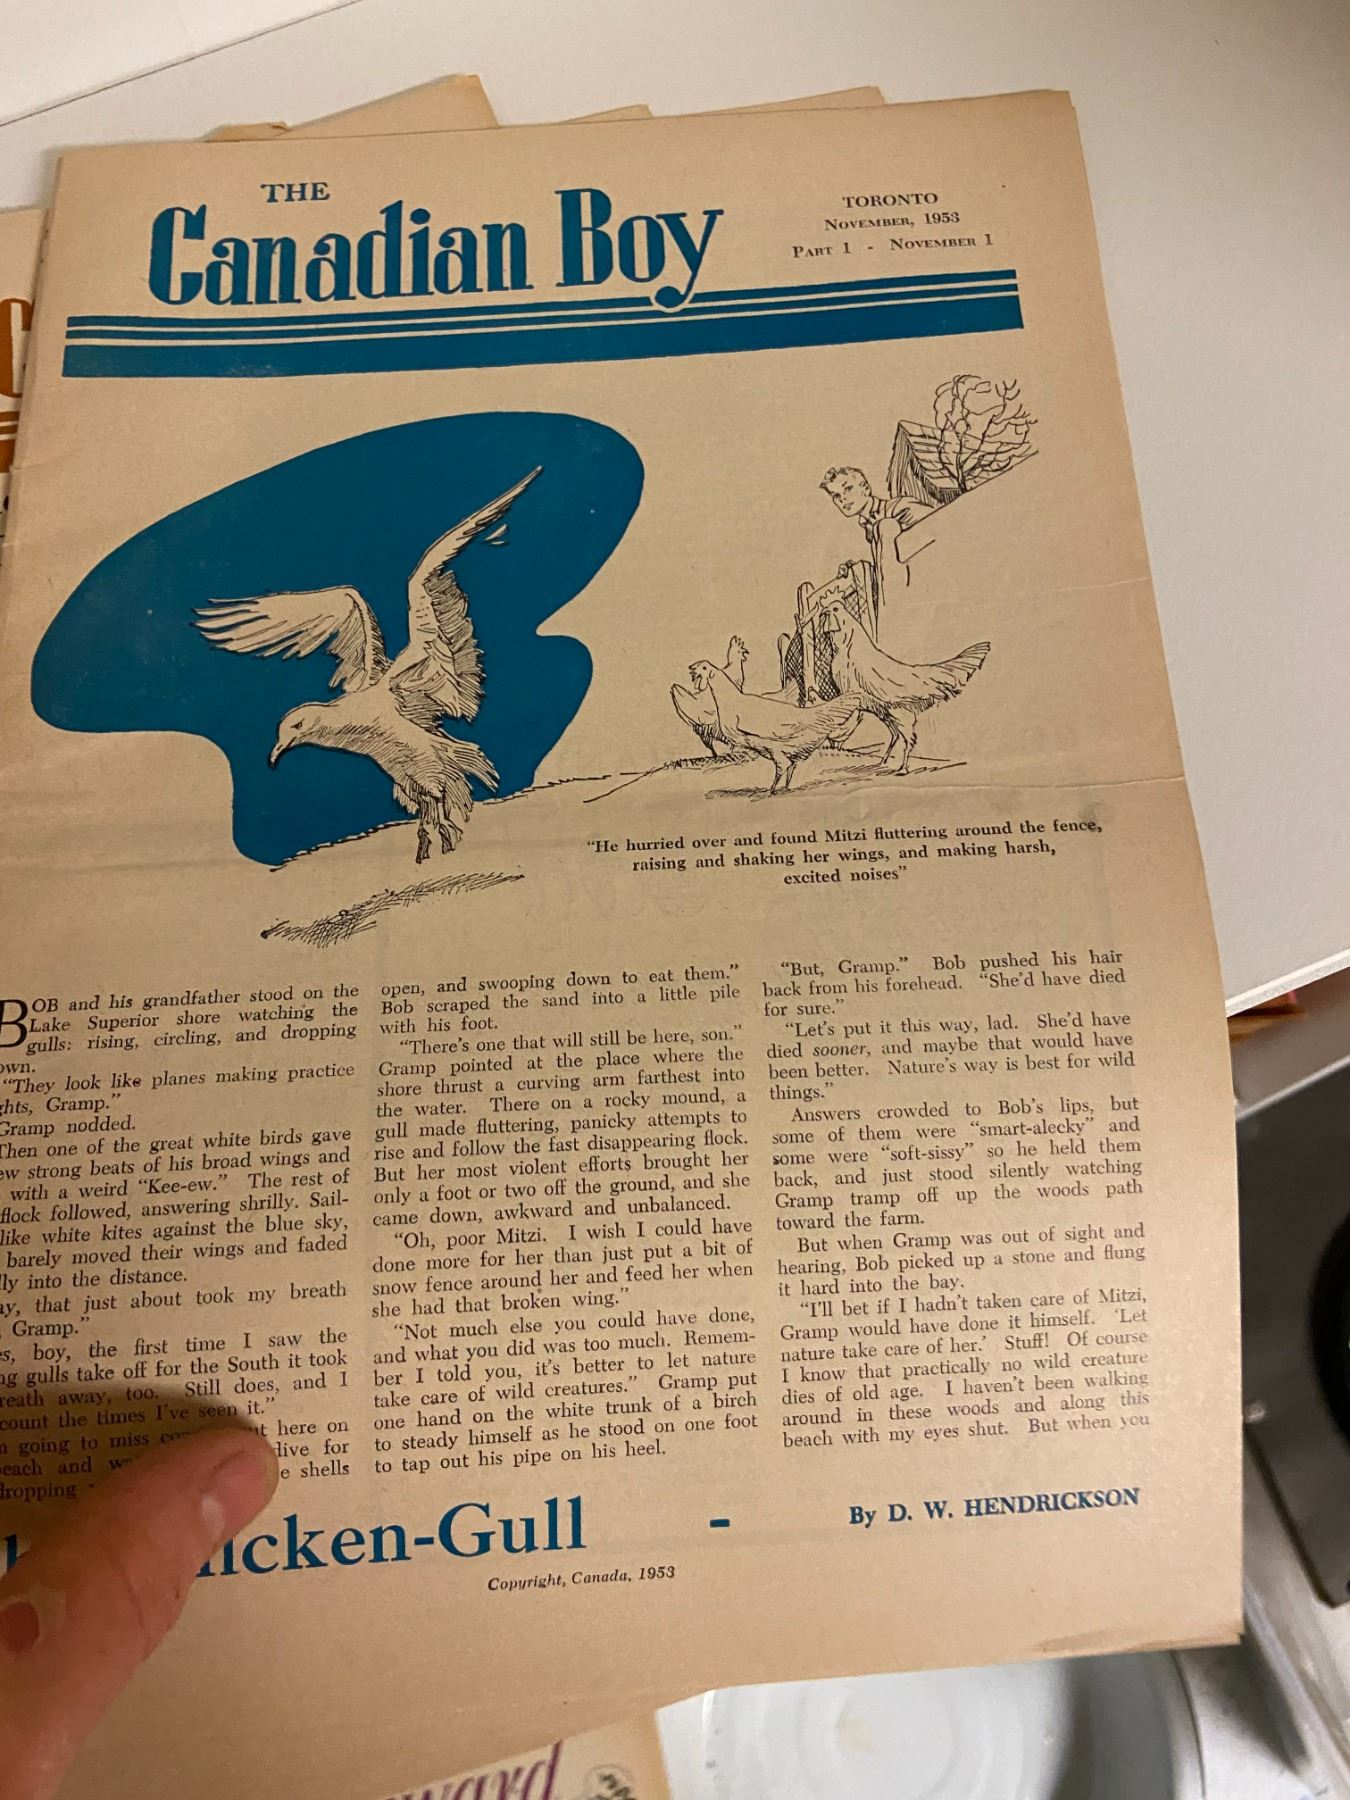 THE
Canadian Boy
TORONTO
NOVEMBER, 1953
PART 1 - NOVEMBER 1
"He hurried over and found Mitzi fluttering around the fence,
raising and shaking her wings, and making harsh,
excited noises"
BOB and his grandfather stood on the
Lake Superior shore watching the
gulls: rising, circling, and dropping
own.
"They look like planes making practice
hts, Gramp."
Gramp nodded.
Then one of the great white birds gave
ew strong beats of his broad wings and
with a weird "Kee-ew." The rest of
flock followed, answering shrilly. Sail-
like white kites against the blue sky,
barely moved their wings and faded
lly into the distance.
ay, that just about took my breath
Gramp."
es, boy, the first time I saw the
ng gulls take off for the South it took
reath away, too. Still does, and I
count the times I've seen it."
going to miss here on
each and dive for
dropping e shells
open, and swooping down to eat them."
Bob scraped the sand into a little pile
with his foot.
"There's one that will still be here, son."
Gramp pointed at the place where the
shore thrust a curving arm farthest into
the water. There on a rocky mound, a
gull made fluttering, panicky attempts to
rise and follow the fast disappearing flock.
But her most violent efforts brought her
only a foot or two off the ground, and she
came down, awkward and unbalanced.
"Oh, poor Mitzi. I wish I could have
done more for her than just put a bit of
snow fence around her and feed her when
she had that broken wing."
"Not much else you could have done,
and what you did was too much. Remem-
ber I told you, it's better to let nature
take care of wild creatures." Gramp put
one hand on the white trunk of a birch
to steady himself as he stood on one foot
to tap out his pipe on his heel.
"But, Gramp." Bob pushed his hair
back from his forehead. "She'd have died
for sure."
"Let's put it this way, lad. She'd have
died sooner, and maybe that would have
been better. Nature's way is best for wild
things."
Answers crowded to Bob's lips, but
some of them were "smart-alecky" and
some were "soft-sissy" so he held them
back, and just stood silently watching
Gramp tramp off up the woods path
toward the farm.
But when Gramp was out of sight and
hearing, Bob picked up a stone and flung
it hard into the bay.
"I'll bet if I hadn't taken care of Mitzi,
Gramp would have done it himself. 'Let
nature take care of her.' Stuff! Of course
I know that practically no wild creature
dies of old age. I haven't been walking
around in these woods and along this
beach with my eyes shut. But when you
icken-Gull - By D. W. HENDRICKSON
Copyright, Canada, 1953
ward